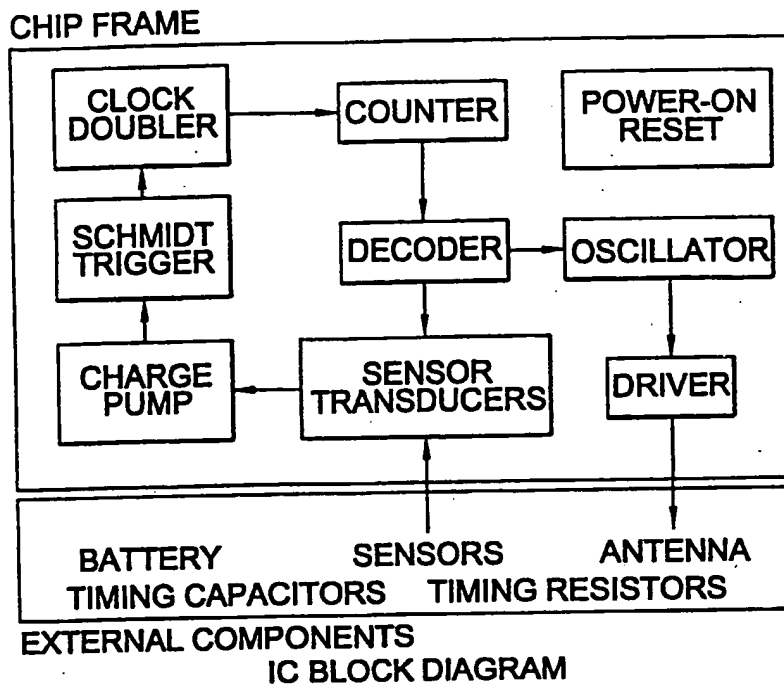 CHIP FRAME
CLOCK
DOUBLER
COUNTER
POWER-ON
RESET
SCHMIDT
TRIGGER
DECODER
OSCILLATOR
CHARGE
PUMP
SENSOR
TRANSDUCERS
DRIVER
BATTERY
SENSORS
ANTENNA
TIMING CAPACITORS
TIMING RESISTORS
EXTERNAL COMPONENTS
IC BLOCK DIAGRAM